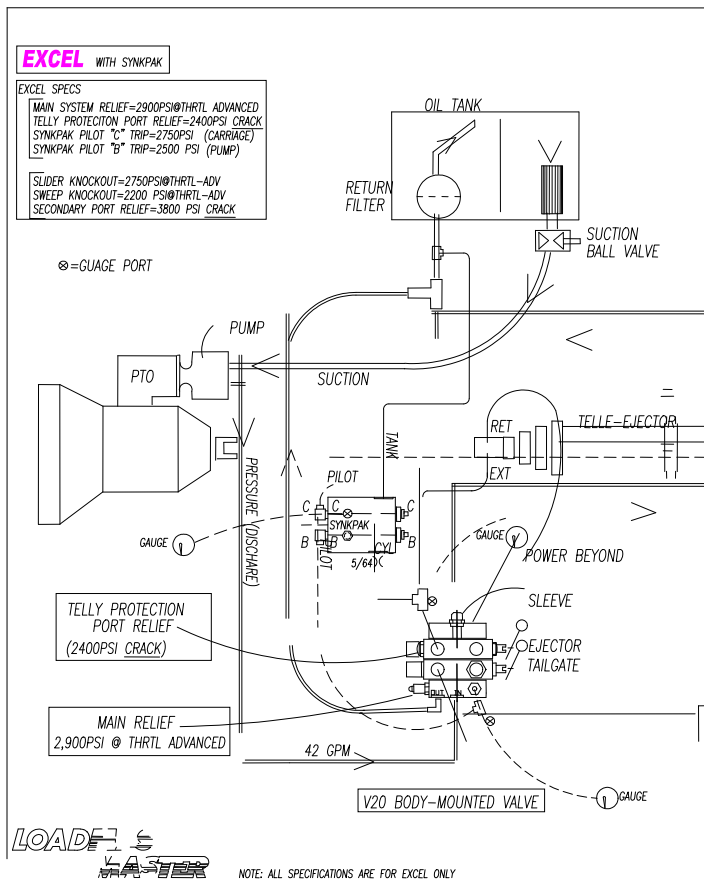 EXCEL WITH SYNKPAK
EXCEL SPECS
MAIN SYSTEM RELIEF=2900PSI@THRTL ADVANCED
TELLY PROTECITON PORT RELIEF=2400PSI CRACK
SYNKPAK PILOT "C" TRIP=2750PSI (CARRIAGE)
SYNKPAK PILOT "B" TRIP=2500 PSI (PUMP)
SLIDER KNOCKOUT=2750PSI@THRTL-ADV
SWEEP KNOCKOUT=2200 PSI@THRTL-ADV
SECONDARY PORT RELIEF=3800 PSI CRACK
⊗=GUAGE PORT
OIL TANK
RETURN
FILTER
SUCTION
BALL VALVE
PUMP
PTO
SUCTION
TELLE-EJECTOR
RET
EXT
TANK
PRESSURE (DISCHARE)
PILOT
C
C
C
SYNKPAK
B
B
B
CYL
PILOT
5/64
GAUGE
GAUGE
POWER BEYOND
SLEEVE
TELLY PROTECTION
PORT RELIEF
(2400PSI CRACK)
EJECTOR
TAILGATE
OUT
IN
MAIN RELIEF
2,900PSI @ THRTL ADVANCED
42 GPM
V20 BODY-MOUNTED VALVE
GAUGE
MASTER
NOTE: ALL SPECIFICATIONS ARE FOR EXCEL ONLY